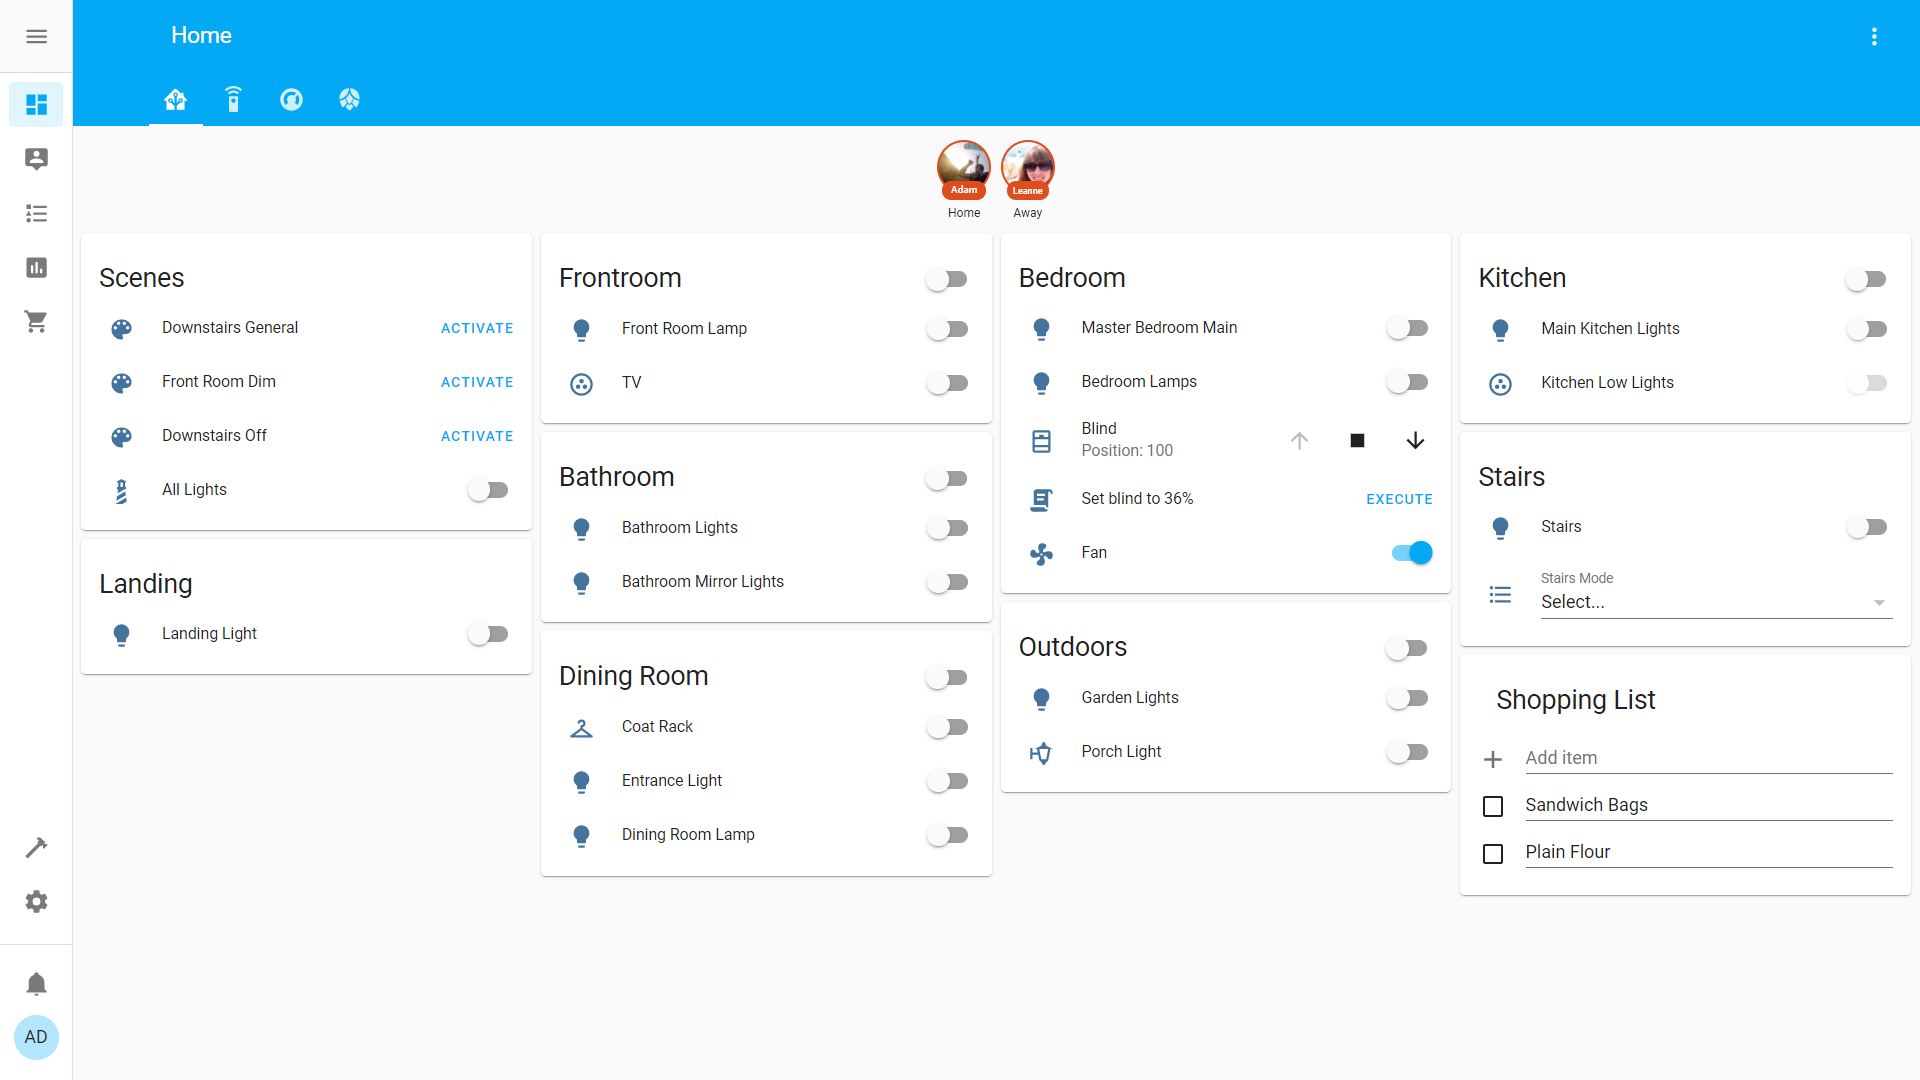 Home
Adam
Home
Leanne
Away
Scenes
Downstairs General
ACTIVATE
Front Room Dim
ACTIVATE
Downstairs Off
ACTIVATE
All Lights
Landing
Landing Light
Frontroom
Front Room Lamp
TV
Bathroom
Bathroom Lights
Bathroom Mirror Lights
Dining Room
Coat Rack
Entrance Light
Dining Room Lamp
Bedroom
Master Bedroom Main
Bedroom Lamps
Blind
Position: 100
Set blind to 36%
EXECUTE
Fan
Outdoors
Garden Lights
Porch Light
Kitchen
Main Kitchen Lights
Kitchen Low Lights
Stairs
Stairs
Stairs Mode
Select...
Shopping List
Add item
Sandwich Bags
Plain Flour
AD